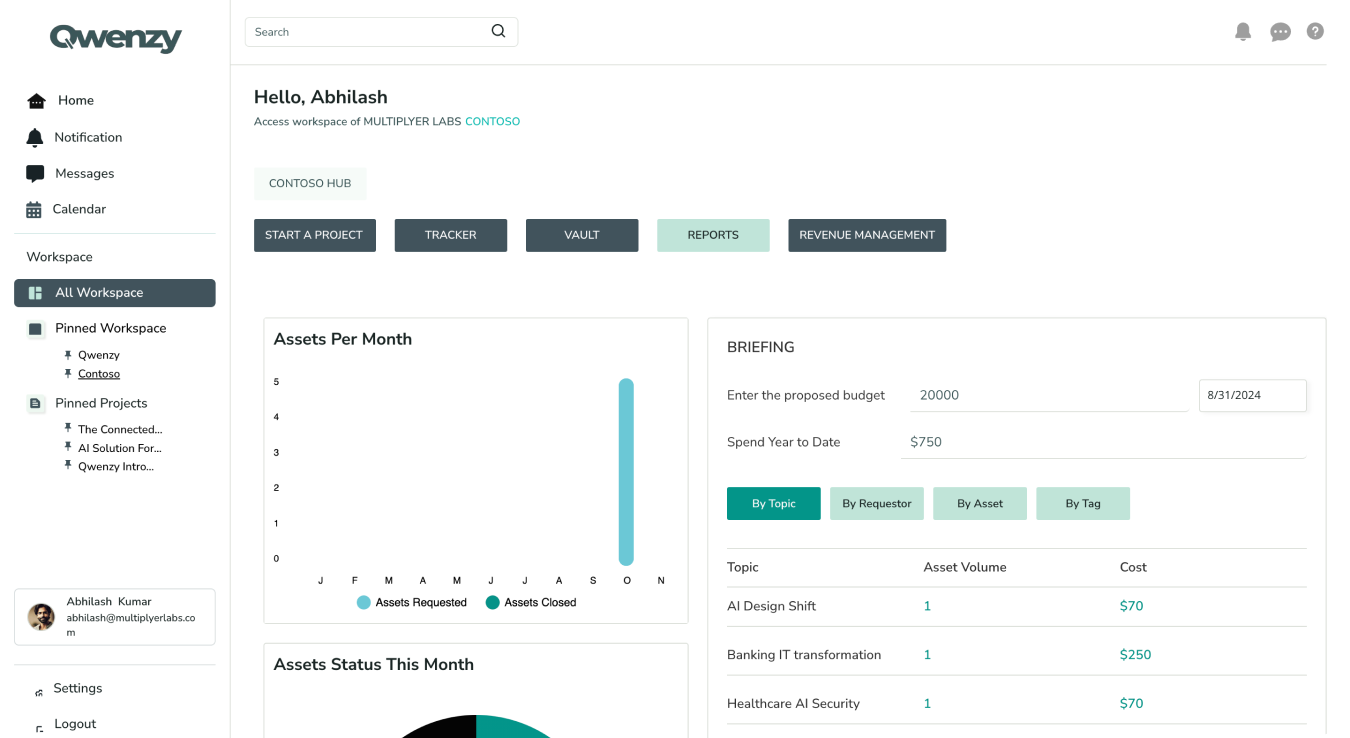 Qwenzy
Home
Notification
Messages
Calendar
Workspace
All Workspace
Pinned Workspace
Qwenzy
Contoso
Pinned Projects
The Connected...
AI Solution For...
Qwenzy Intro...
Abhilash Kumar
abhilash@multiplyerlabs.co
m
Settings
Logout
Search
Hello, Abhilash
Access workspace of MULTIPLYER LABS CONTOSO
CONTOSO HUB
START A PROJECT TRACKER VAULT REPORTS REVENUE MANAGEMENT
Assets Per Month
5
4
3
2
1
0
J F M A M J J A S O N
Assets Requested Assets Closed
Assets Status This Month
BRIEFING
Enter the proposed budget 20000 8/31/2024
Spend Year to Date $750
By Topic By Requestor By Asset By Tag
Topic Asset Volume Cost
AI Design Shift 1 $70
Banking IT transformation 1 $250
Healthcare AI Security 1 $70